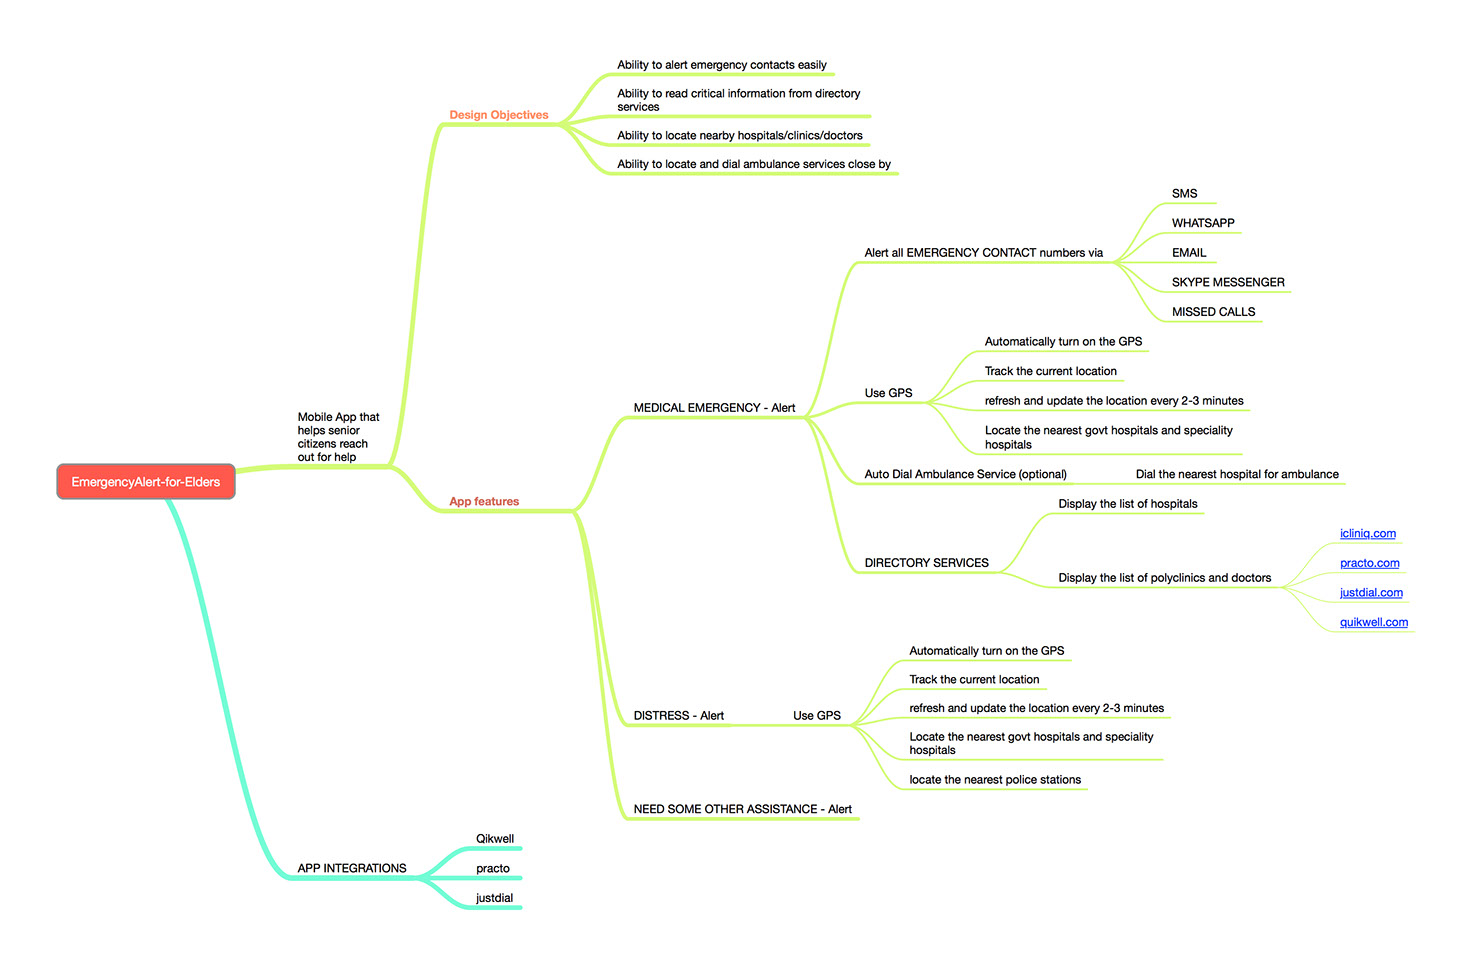 Ability to alert emergency contacts easily
Ability to read critical information from directory
services
Design Objectives
Ability to locate nearby hospitals/clinics/doctors
Ability to locate and dial ambulance services close by
SMS
WHATSAPP
Alert all EMERGENCY CONTACT numbers via
EMAIL
SKYPE MESSENGER
MISSED CALLS
Automatically turn on the GPS
Track the current location
Use GPS
refresh and update the location every 2-3 minutes
MEDICAL EMERGENCY - Alert
Locate the nearest govt hospitals and speciality
hospitals
Mobile App that
helps senior
citizens reach
out for help
EmergencyAlert-for-Elders
Auto Dial Ambulance Service (optional)
Dial the nearest hospital for ambulance
App features
Display the list of hospitals
DIRECTORY SERVICES
Display the list of polyclinics and doctors
icliniq.com
practo.com
justdial.com
quikwell.com
Automatically turn on the GPS
Track the current location
DISTRESS - Alert
Use GPS
refresh and update the location every 2-3 minutes
Locate the nearest govt hospitals and speciality
hospitals
locate the nearest police stations
NEED SOME OTHER ASSISTANCE - Alert
APP INTEGRATIONS
Qikwell
practo
justdial